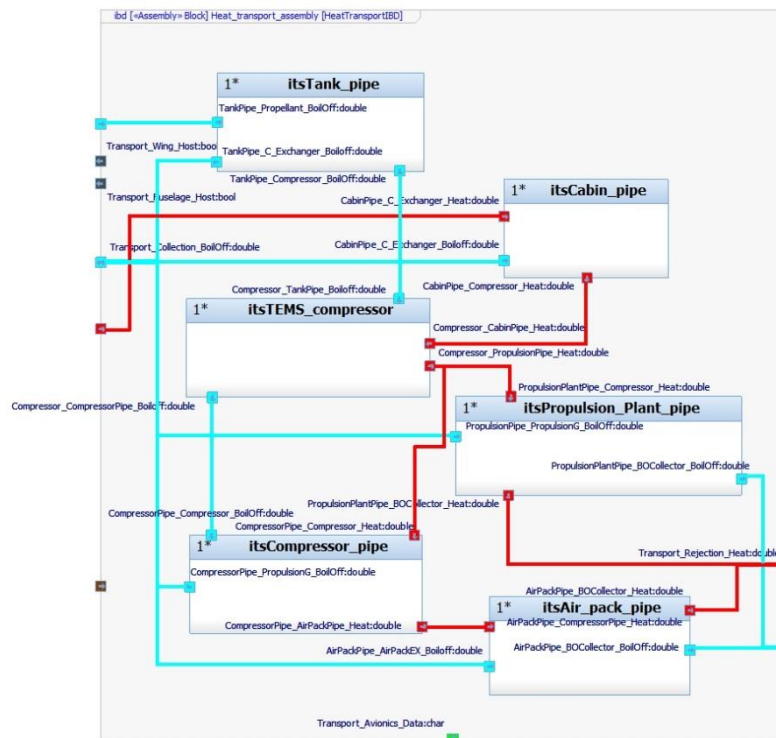 ibd [«Assembly» Block] Heat_transport_assembly [HeatTransportIBD]
1* itsTank_pipe
TankPipe_Propellant_BoilOff:double
Transport_Wing_Host:bool
TankPipe_C_Exchanger_Boiloff:double
TankPipe_Compressor_BoilOff:double
Transport_Fuselage_Host:bool
1* itsCabin_pipe
CabinPipe_C_Exchanger_Heat:double
Transport_Collection_BoilOff:double
CabinPipe_C_Exchanger_Boiloff:double
Compressor_TankPipe_Boiloff:double
CabinPipe_Compressor_Heat:double
1* itsTEMS_compressor
Compressor_CabinPipe_Heat:double
Compressor_PropulsionPipe_Heat:double
PropulsionPlantPipe_Compressor_Heat:double
Compressor_CompressorPipe_Boiloff:double
1* itsPropulsion_Plant_pipe
PropulsionPipe_PropulsionG_BoilOff:double
PropulsionPlantPipe_BOCollector_BoilOff:double
PropulsionPlantPipe_BOCollector_Heat:double
CompressorPipe_Compressor_BoilOff:double
CompressorPipe_Compressor_Heat:double
1* itsCompressor_pipe
Transport_Rejection_Heat:double
CompressorPipe_PropulsionG_BoilOff:double
AirPackPipe_BOCollector_Heat:double
1* itsAir_pack_pipe
CompressorPipe_AirPackPipe_Heat:double
AirPackPipe_CompressorPipe_Heat:double
AirPackPipe_AirPackEX_Boiloff:double
AirPackPipe_BOCollector_BoilOff:double
Transport_Avionics_Data:char